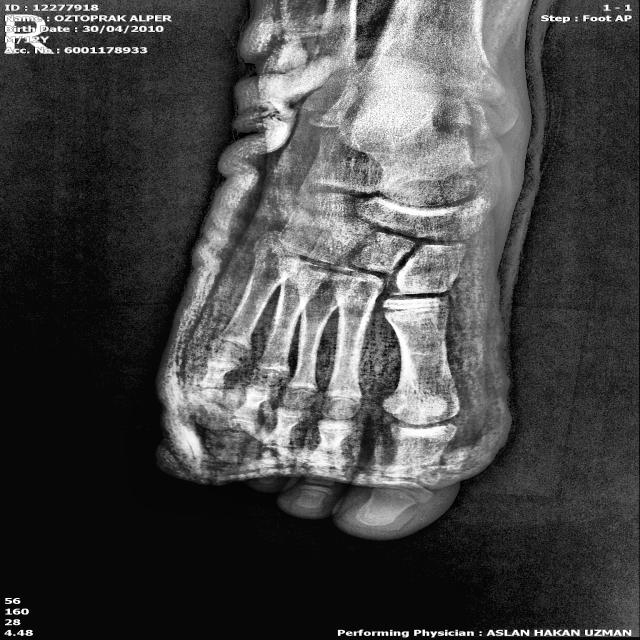 ID : 12277918
Name : OZTOPRAK ALPER
Birth Date : 30/04/2010
R
Acc. No. : 6001178933
1 - 1
Step : Foot AP
56
160
28
4.48
Performing Physician : ASLAN HAKAN UZMAN